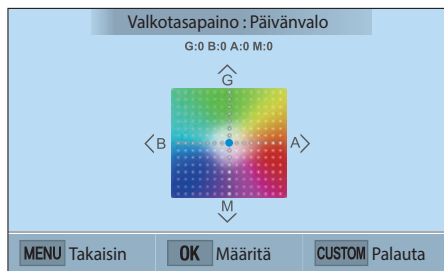 Valkotasapaino : Päivänvalo
G:0 B:0 A:0 M:0
G
B A
M
MENU Takaisin OK Määritä CUSTOM Palauta